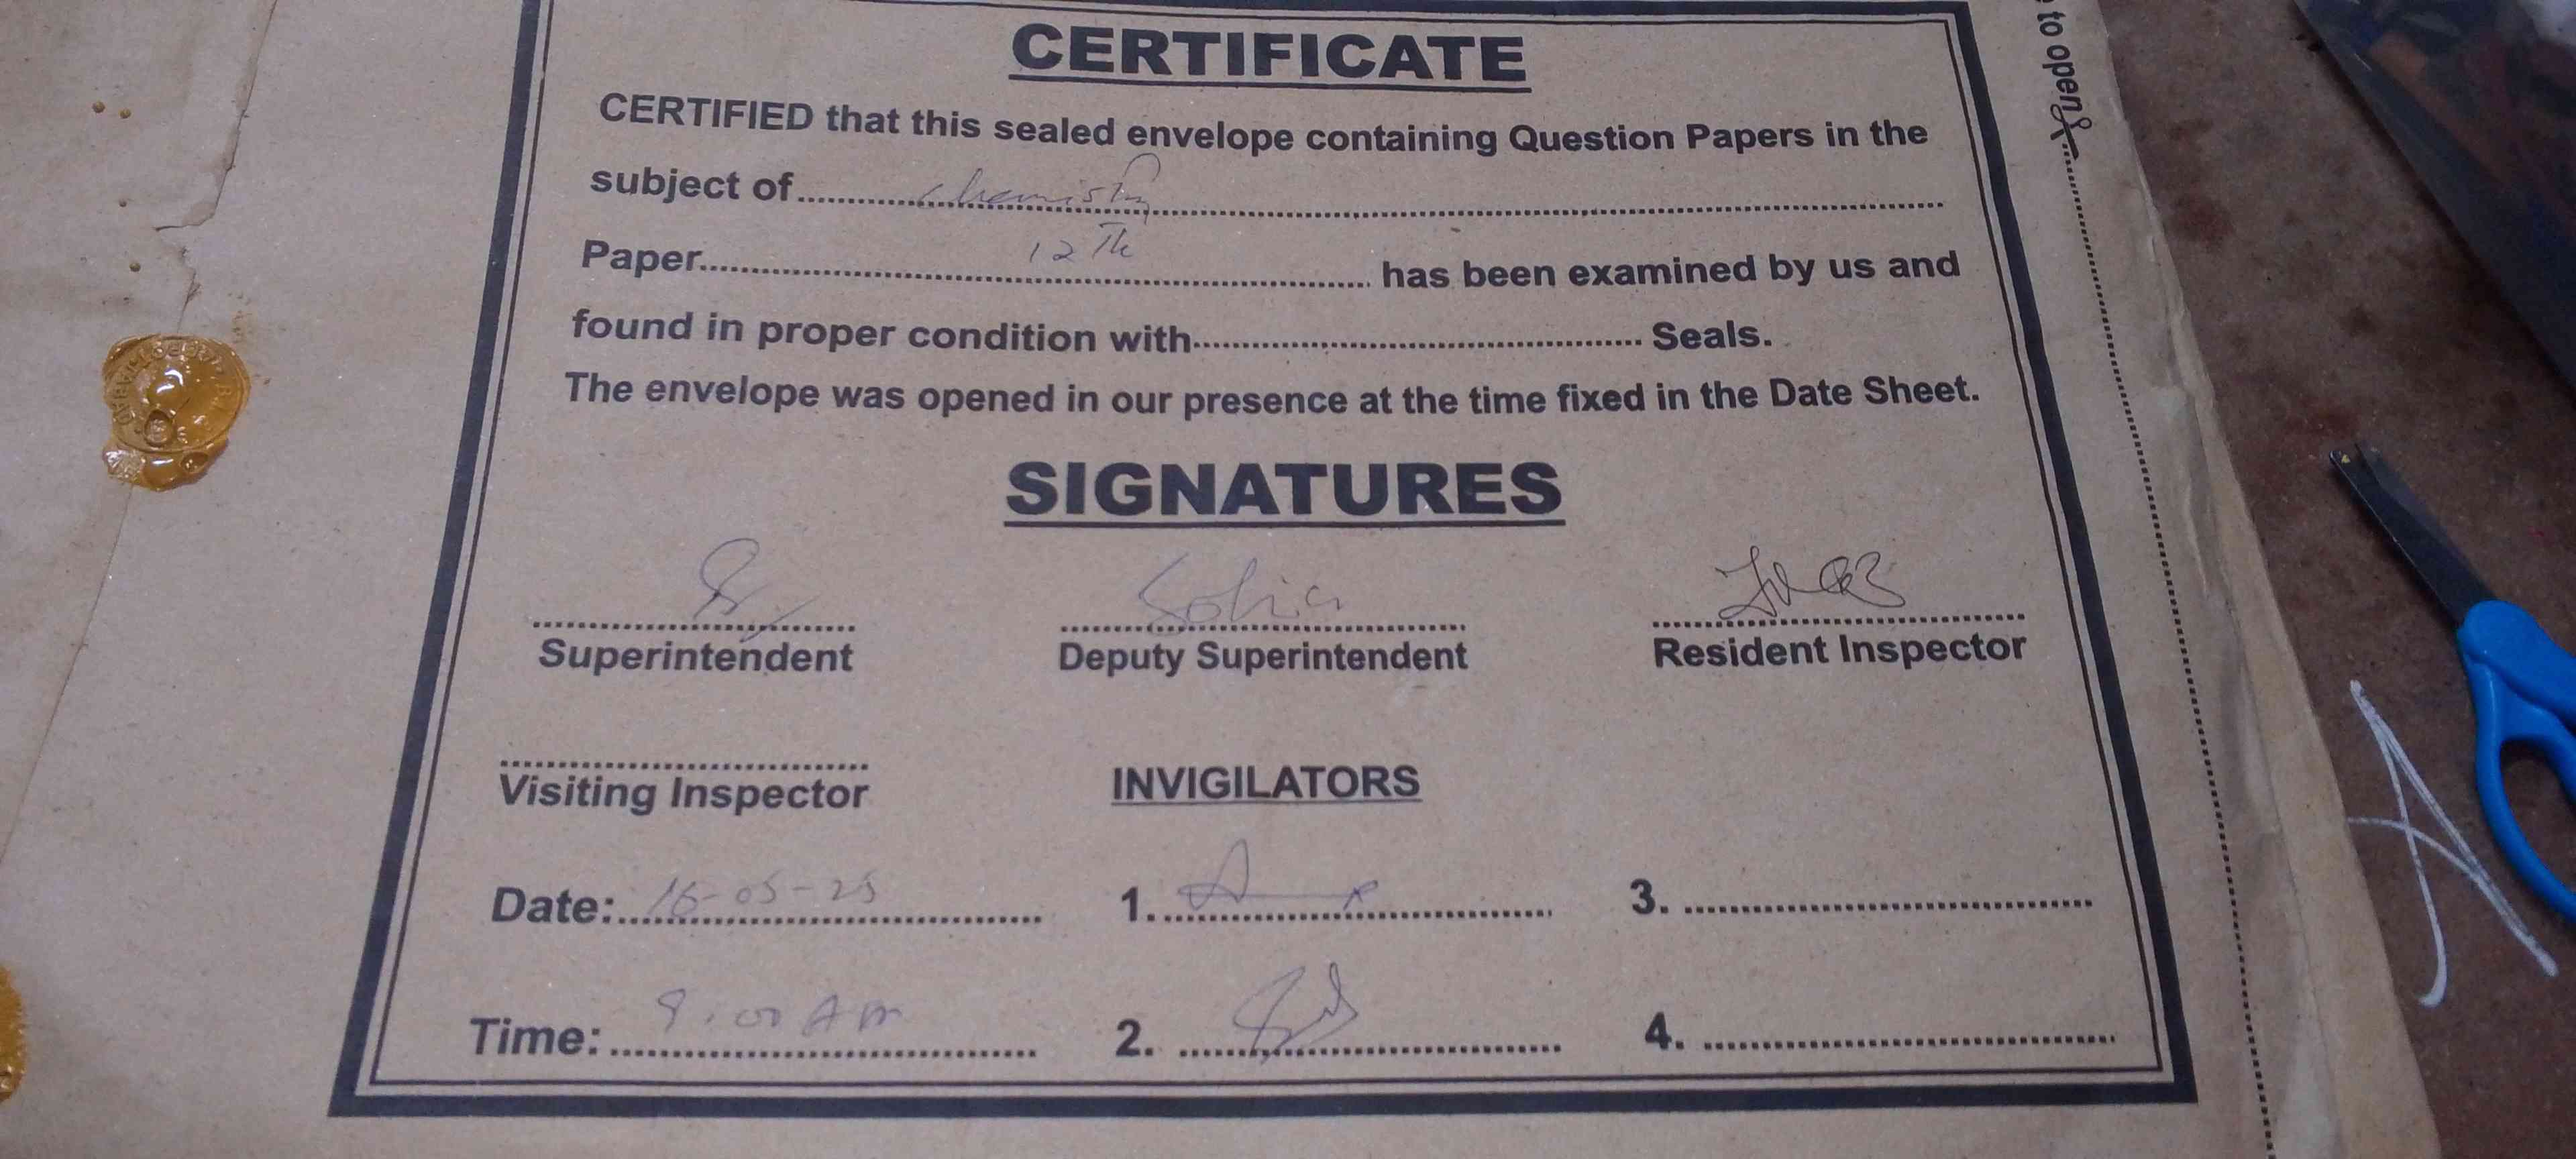 to open
CERTIFICATE
CERTIFIED that this sealed envelope containing Question Papers in the
subject of Chemistry
Paper 12th has been examined by us and
found in proper condition with Seals.
The envelope was opened in our presence at the time fixed in the Date Sheet.
SIGNATURES
Sobia
Superintendent Deputy Superintendent Resident Inspector
Visiting Inspector INVIGILATORS
Date: 16-05-25 1. 3.
Time: 9.00 Am 2. 4.